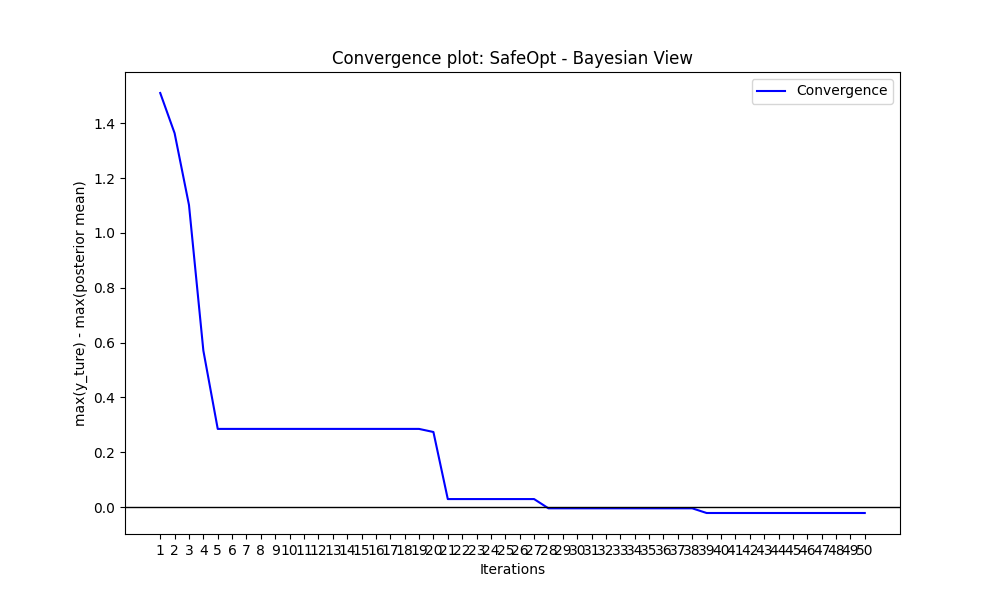 Convergence plot: SafeOpt - Bayesian View
Convergence
max(y_ture) - max(posterior mean)
1.4
1.2
1.0
0.8
0.6
0.4
0.2
0.0
1 2 3 4 5 6 7 8 9 10 11 12 13 14 15 16 17 18 19 20 21 22 23 24 25 26 27 28 29 30 31 32 33 34 35 36 37 38 39 40 41 42 43 44 45 46 47 48 49 50
Iterations